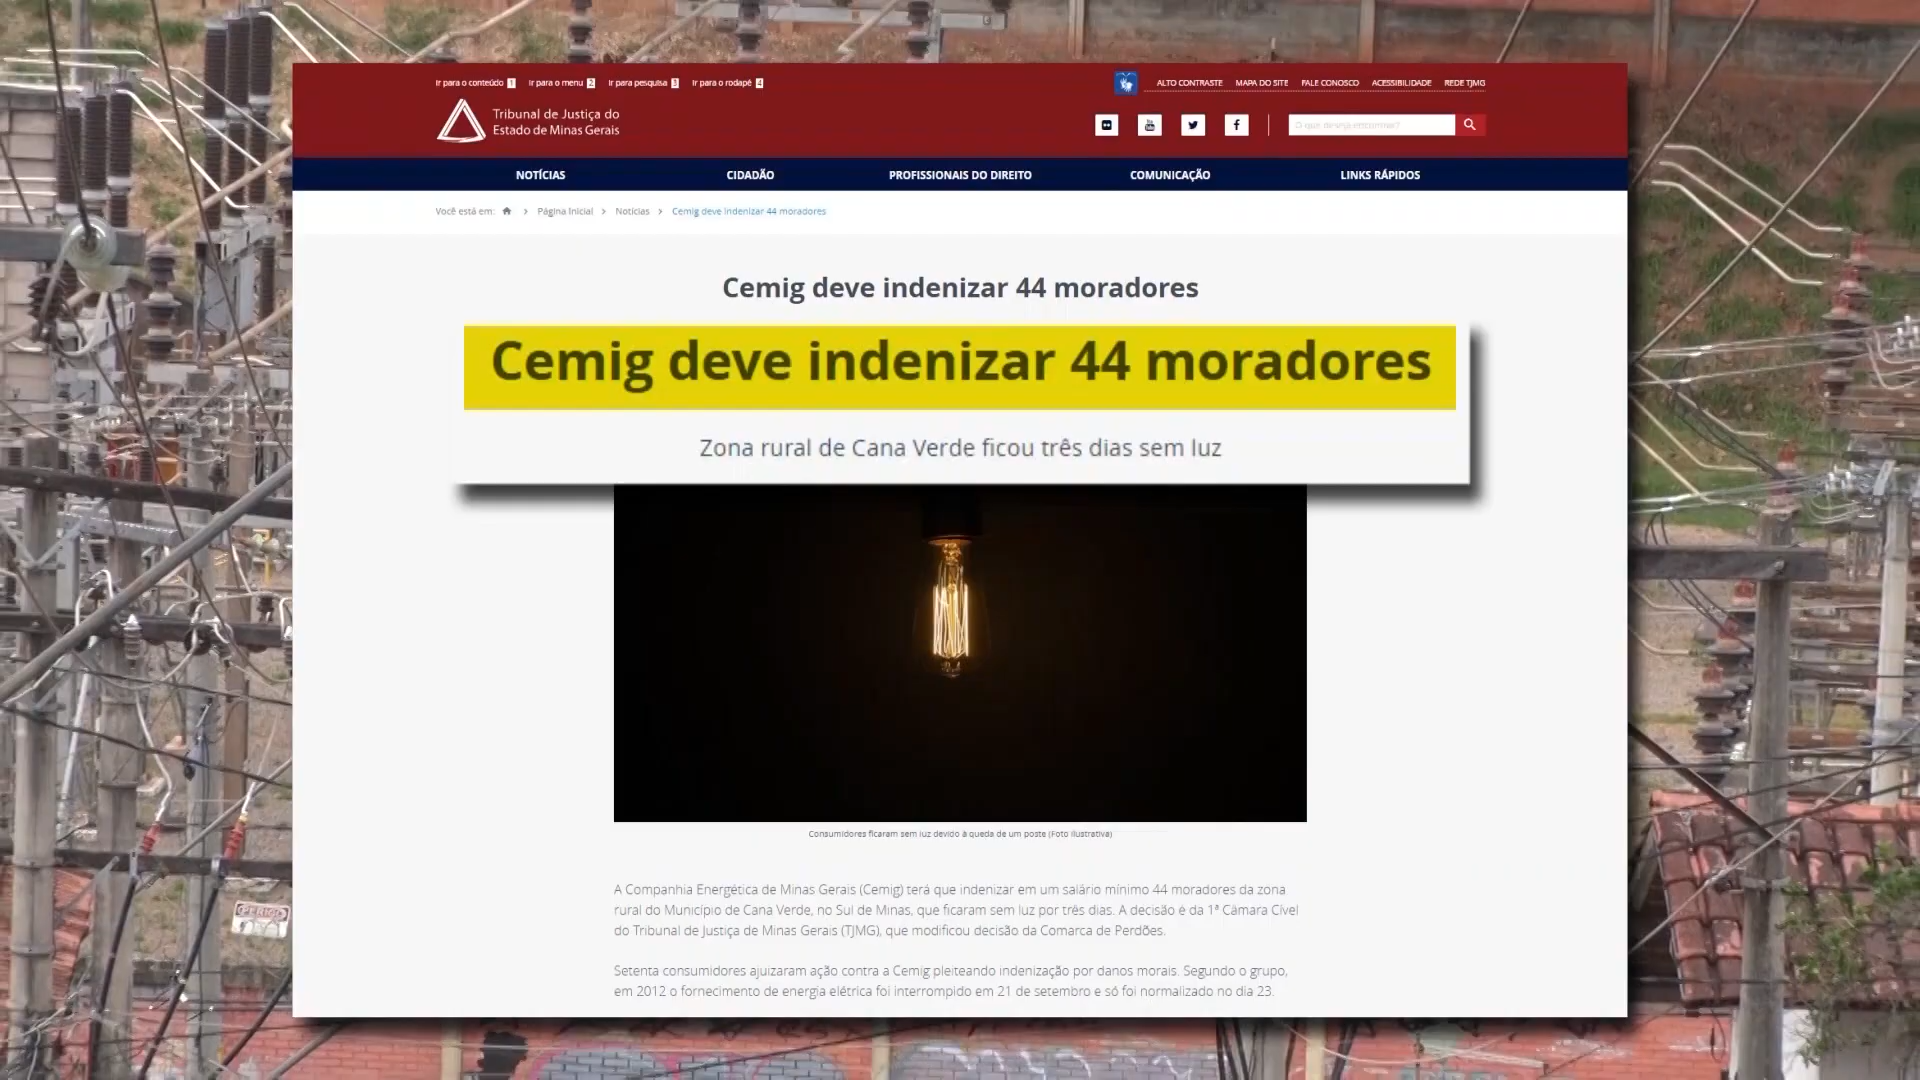 Ir para o conteúdo 1 Ir para o menu 2 Ir para pesquisa 3 Ir para o rodapé 4
ALTO CONTRASTE MAPA DO SITE FALE CONOSCO ACESSIBILIDADE REDE TJMG
Tribunal de Justiça do
Estado de Minas Gerais
O que deseja encontrar?
NOTÍCIAS CIDADÃO PROFISSIONAIS DO DIREITO COMUNICAÇÃO LINKS RÁPIDOS
Você está em: > Página Inicial > Notícias > Cemig deve indenizar 44 moradores
Cemig deve indenizar 44 moradores
Cemig deve indenizar 44 moradores
Zona rural de Cana Verde ficou três dias sem luz
Consumidores ficaram sem luz devido à queda de um poste (Foto ilustrativa)
A Companhia Energética de Minas Gerais (Cemig) terá que indenizar em um salário mínimo 44 moradores da zona
rural do Município de Cana Verde, no Sul de Minas, que ficaram sem luz por três dias. A decisão é da 1ª Câmara Cível
do Tribunal de Justiça de Minas Gerais (TJMG), que modificou decisão da Comarca de Perdões.
Setenta consumidores ajuizaram ação contra a Cemig pleiteando indenização por danos morais. Segundo o grupo,
em 2012 o fornecimento de energia elétrica foi interrompido em 21 de setembro e só foi normalizado no dia 23.
PERIGO